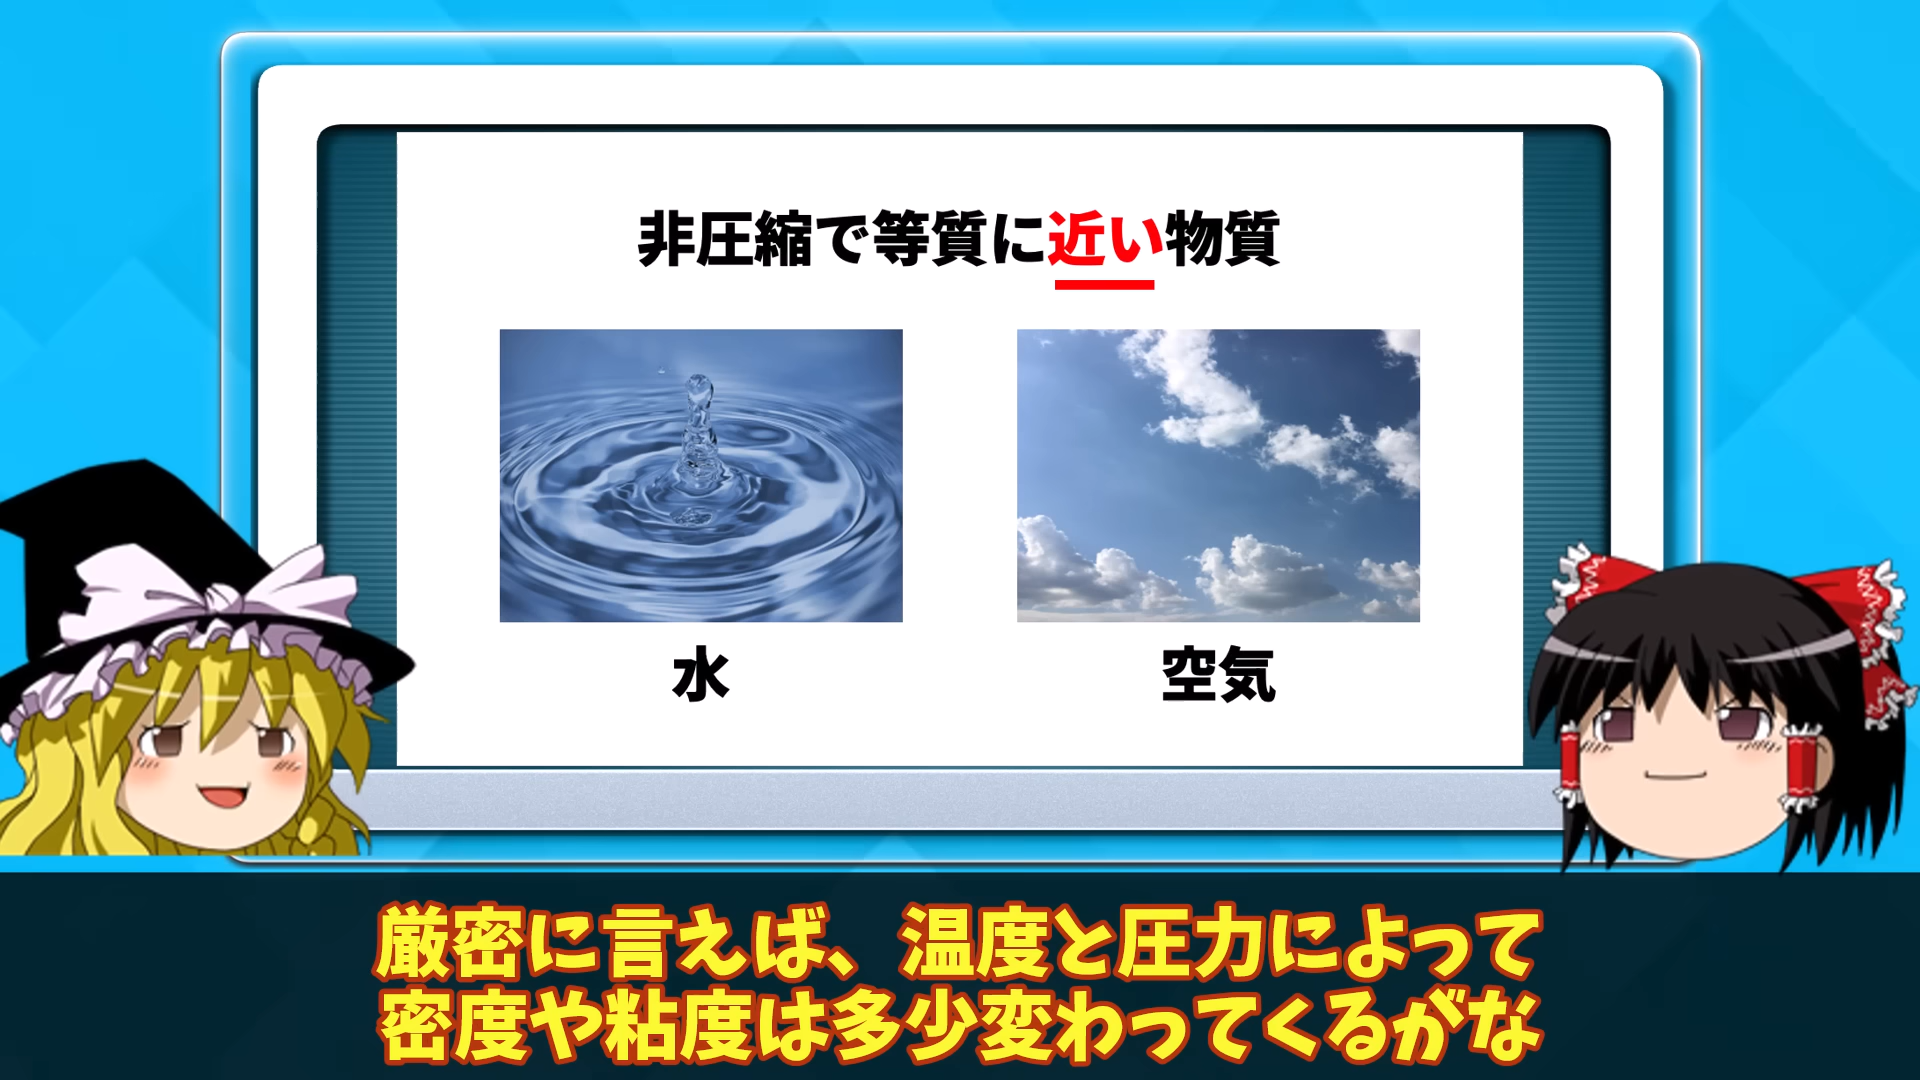 非圧縮で等質に近い物質
水
空気
厳密に言えば、温度と圧力によって
密度や粘度は多少変わってくるがな